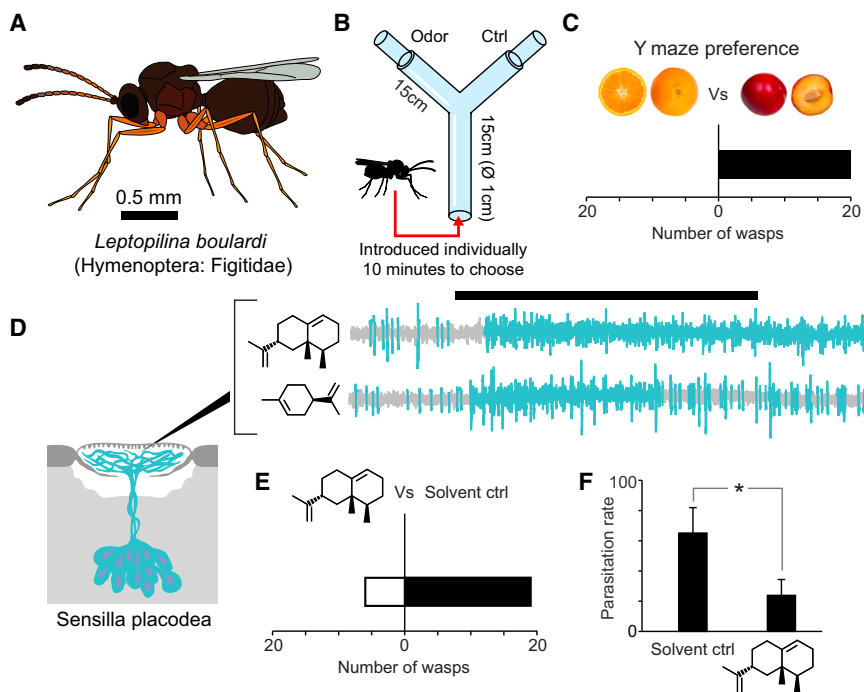 A
0.5 mm
Leptopilina boulardi
(Hymenoptera: Figitidae)
B
Odor
Ctrl
15cm
15cm (Ø 1cm)
Introduced individually
10 minutes to choose
C
Y maze preference
Vs
20
0
20
Number of wasps
D
Sensilla placodea
E
Vs
Solvent ctrl
20
0
20
Number of wasps
F
100
*
Parasitation rate
0
Solvent ctrl